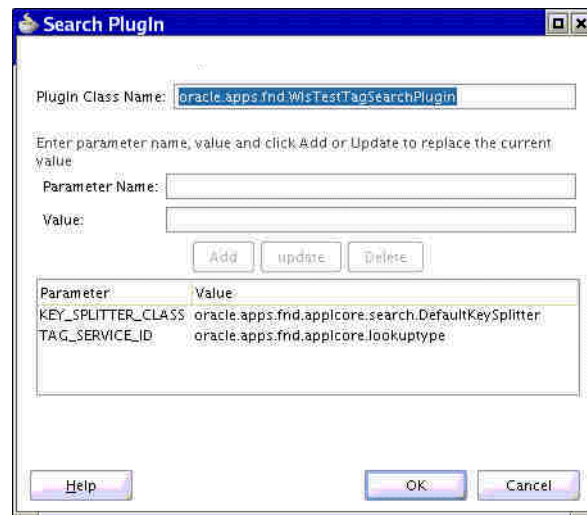 Search PlugIn
PlugIn Class Name: oracle.apps.fnd.WlsTestTagSearchPlugin
Enter parameter name, value and click Add or Update to replace the current
value
Parameter Name:
Value:
Add update Delete
Parameter Value
KEY_SPLITTER_CLASS oracle.apps.fnd.applcore.search.DefaultKeySplitter
TAG_SERVICE_ID oracle.apps.fnd.applcore.lookuptype
Help OK Cancel